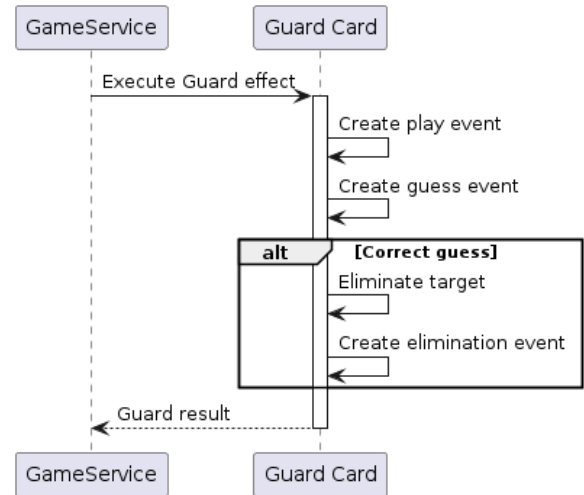 GameService
Guard Card
Execute Guard effect
Create play event
Create guess event
alt
[Correct guess]
Eliminate target
Create elimination event
Guard result
GameService
Guard Card